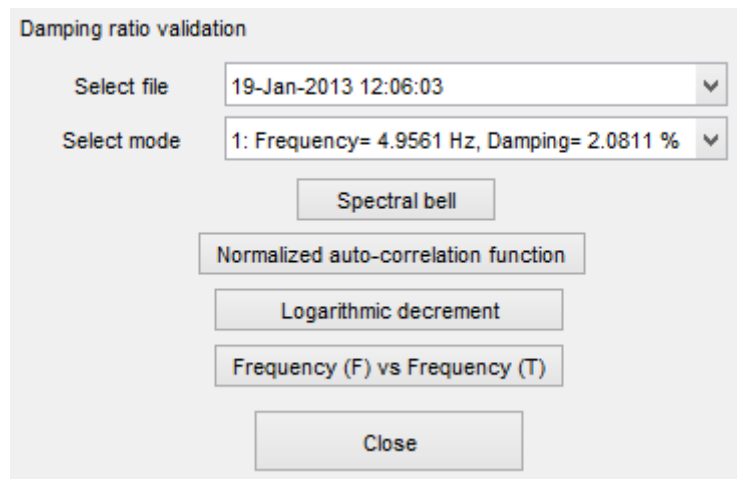 Damping ratio validation
Select file 19-Jan-2013 12:06:03
Select mode 1: Frequency= 4.9561 Hz, Damping= 2.0811 %
Spectral bell
Normalized auto-correlation function
Logarithmic decrement
Frequency (F) vs Frequency (T)
Close